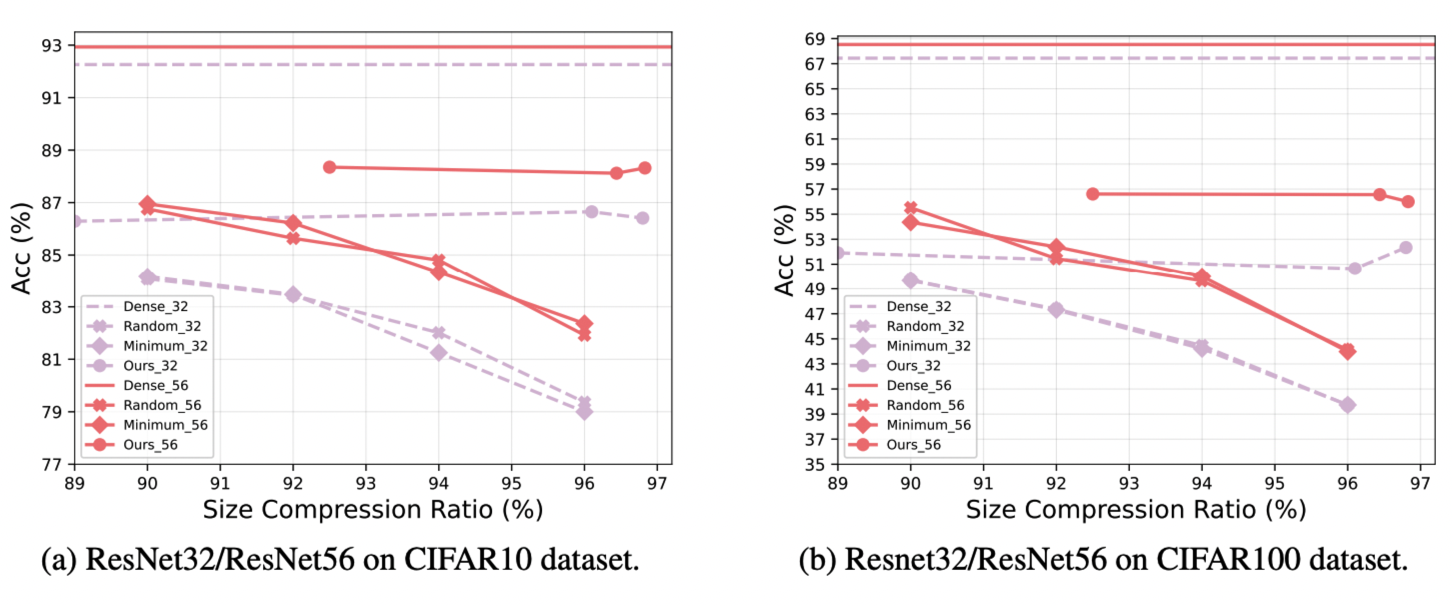 93
91
89
87
85
83
81
79
77
Acc (%)
Dense_32
Random_32
Minimum_32
Ours_32
Dense_56
Random_56
Minimum_56
Ours_56
89 90 91 92 93 94 95 96 97
Size Compression Ratio (%)
(a) ResNet32/ResNet56 on CIFAR10 dataset.
69
67
65
63
61
59
57
55
53
51
49
47
45
43
41
39
37
35
Acc (%)
Dense_32
Random_32
Minimum_32
Ours_32
Dense_56
Random_56
Minimum_56
Ours_56
89 90 91 92 93 94 95 96 97
Size Compression Ratio (%)
(b) Resnet32/ResNet56 on CIFAR100 dataset.